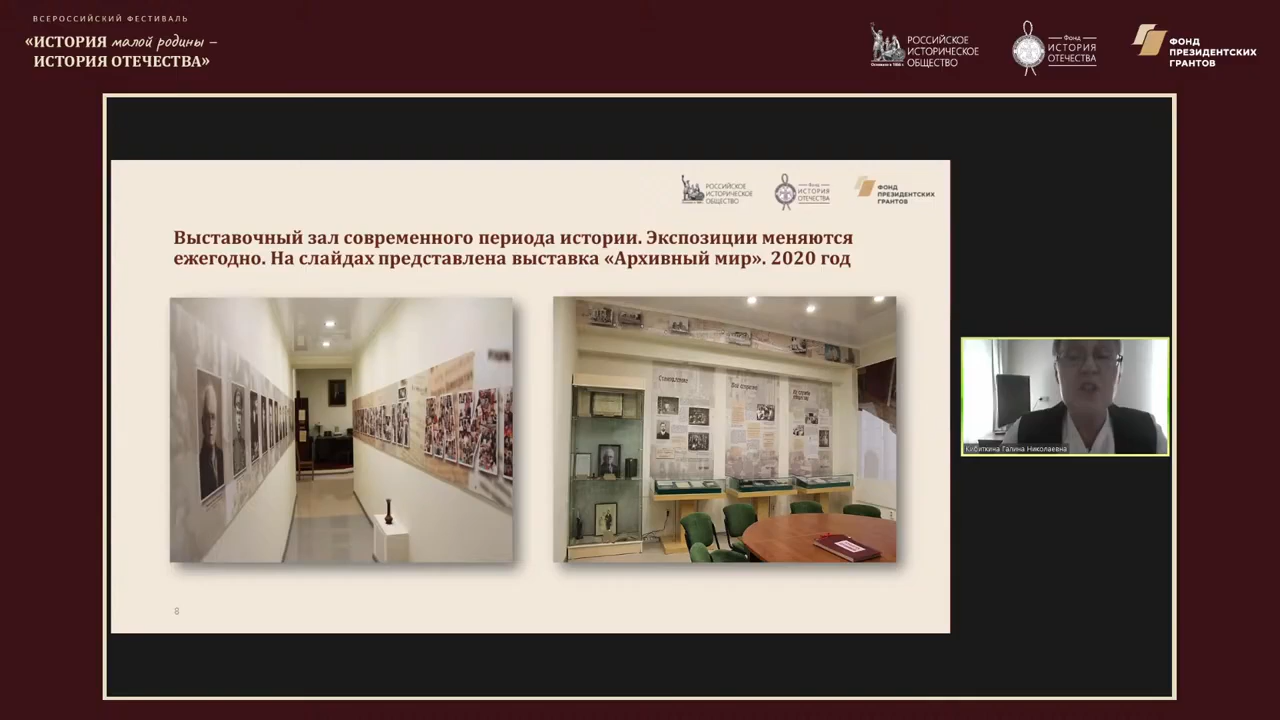 ВСЕРОССИЙСКИЙ ФЕСТИВАЛЬ
«ИСТОРИЯ малой родины –
ИСТОРИЯ ОТЕЧЕСТВА»
РОССИЙСКОЕ
ИСТОРИЧЕСКОЕ
ОБЩЕСТВО
Фонд
ИСТОРИЯ
ОТЕЧЕСТВА
ФОНД
ПРЕЗИДЕНТСКИХ
ГРАНТОВ
РОССИЙСКОЕ
ИСТОРИЧЕСКОЕ
ОБЩЕСТВО
Фонд
ИСТОРИЯ
ОТЕЧЕСТВА
ФОНД
ПРЕЗИДЕНТСКИХ
ГРАНТОВ
Выставочный зал современного периода истории. Экспозиции меняются
ежегодно. На слайдах представлена выставка «Архивный мир». 2020 год
Кибиткина Галина Николаевна
8